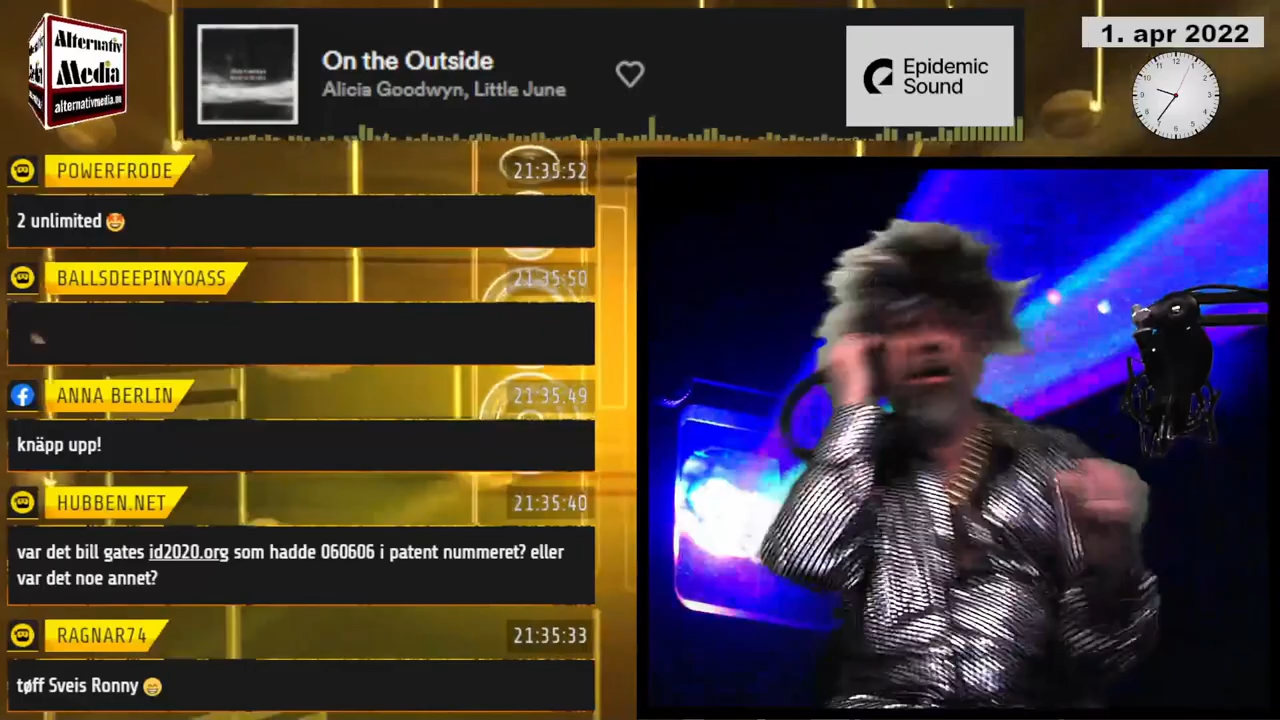 Alternativ
Media
alternativmedia.no
On the Outside
Alicia Goodwyn, Little June
Epidemic
Sound
1. apr 2022
POWERFRODE
21:35:52
2 unlimited 🤩
BALLSDEEPINYOASS
21:35:50
ANNA BERLIN
21:35:49
knäpp upp!
HUBBEN.NET
21:35:40
var det bill gates id2020.org som hadde 060606 i patent nummeret? eller
var det noe annet?
RAGNAR74
21:35:33
tøff Sveis Ronny 😁